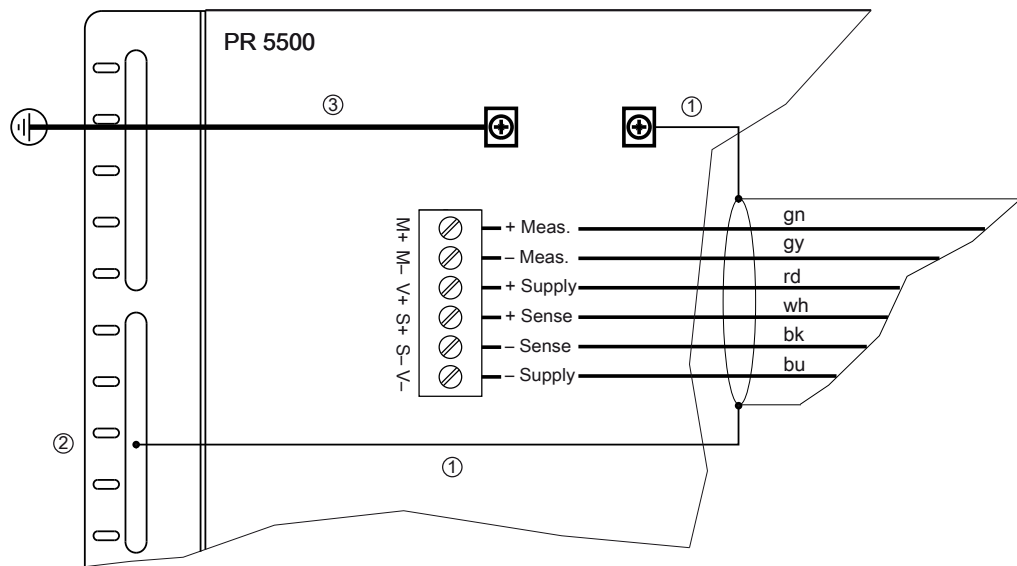 PR 5500
③
①
M+ M– V+ S+ S– V–
+ Meas.
gn
– Meas.
gy
+ Supply
rd
+ Sense
wh
– Sense
bk
– Supply
bu
②
①